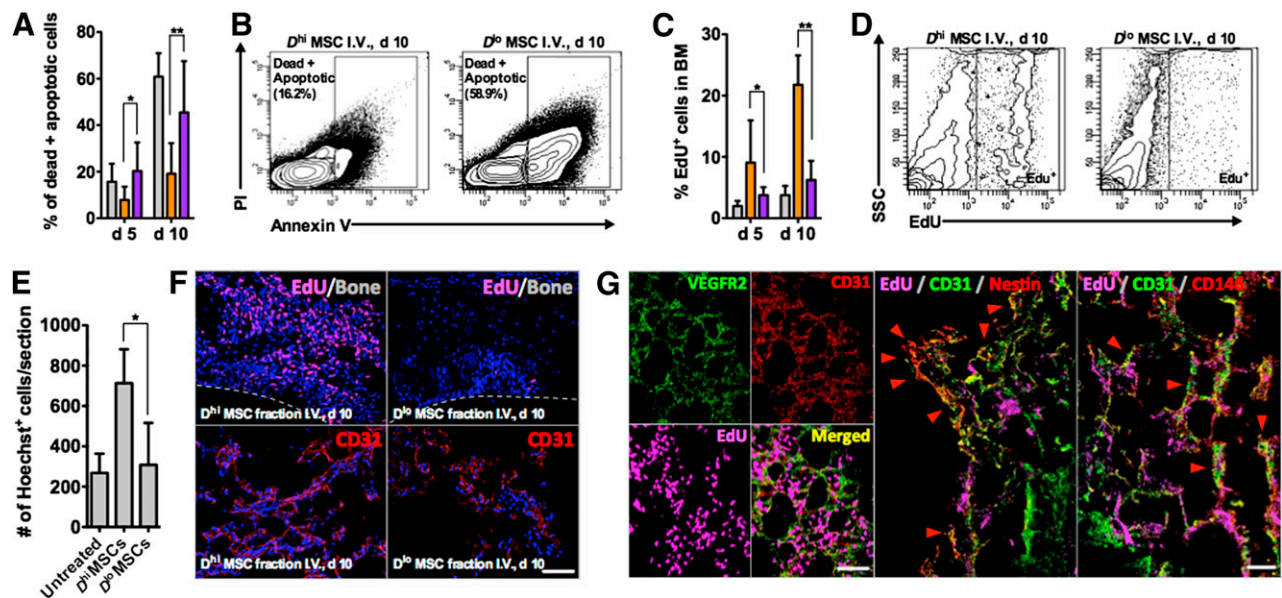 A
% of dead + apoptotic cells
80
60
40
20
0
*
**
d 5
d 10
B
Dhi MSC I.V., d 10
Dlo MSC I.V., d 10
Dead +
Apoptotic
(16.2%)
Dead +
Apoptotic
(58.9%)
PI
Annexin V
C
% EdU+ cells in BM
30
20
10
0
*
**
d 5
d 10
D
Dhi MSC I.V., d 10
Dlo MSC I.V., d 10
SSC
Edu+
Edu+
EdU
E
# of Hoechst+ cells/section
1000
800
600
400
200
0
*
Untreated
Dhi MSCs
Dlo MSCs
F
EdU/Bone
EdU/Bone
Dhi MSC fraction I.V., d 10
Dlo MSC fraction I.V., d 10
CD31
CD31
Dhi MSC fraction I.V., d 10
Dlo MSC fraction I.V., d 10
G
VEGFR2
CD31
EdU
Merged
EdU / CD31 / Nestin
EdU / CD31 / CD146